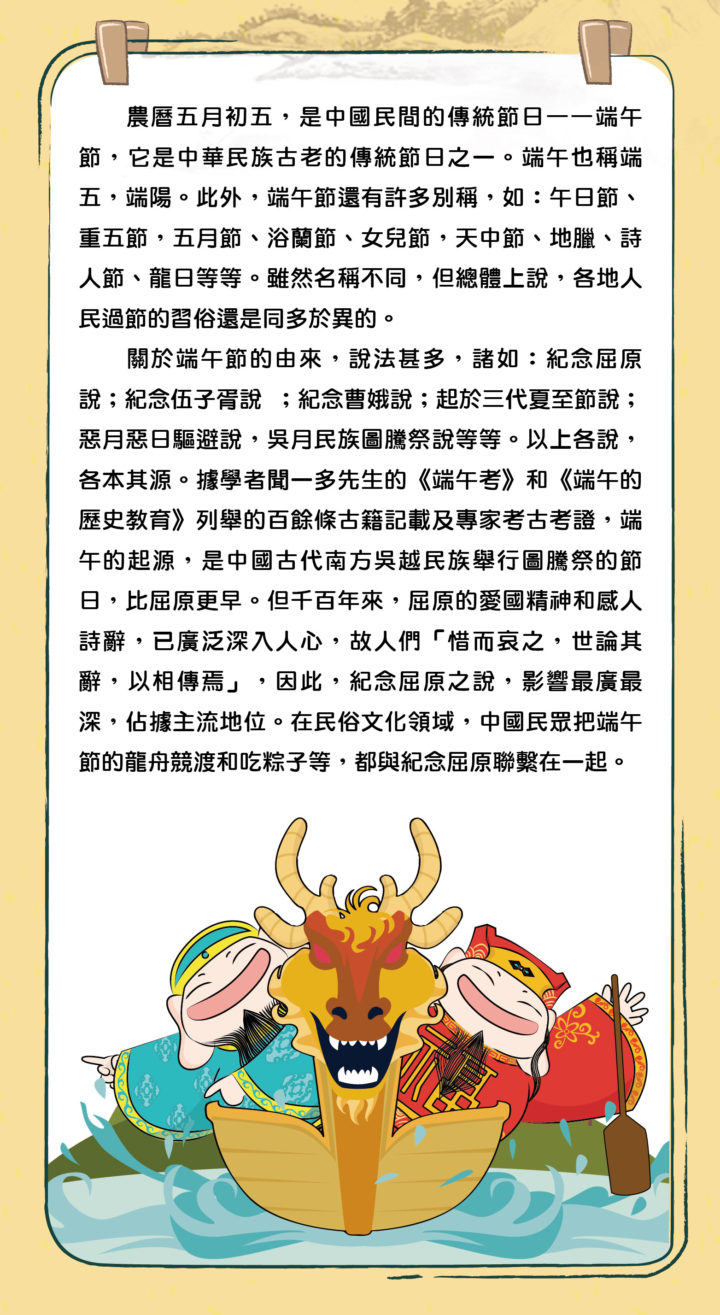 農曆五月初五，是中國民間的傳統節日一一端午
節，它是中華民族古老的傳統節日之一。端午也稱端
五，端陽。此外，端午節還有許多別稱，如：午日節、
重五節，五月節、浴蘭節、女兒節，天中節、地臘、詩
人節、龍日等等。雖然名稱不同，但總體上說，各地人
民過節的習俗還是同多於異的。
關於端午節的由來，說法甚多，諸如：紀念屈原
說；紀念伍子胥說 ；紀念曹娥說；起於三代夏至節說；
惡月惡日驅避說，吳月民族圖騰祭說等等。以上各說，
各本其源。據學者聞一多先生的《端午考》和《端午的
歷史教育》列舉的百餘條古籍記載及專家考古考證，端
午的起源，是中國古代南方吳越民族舉行圖騰祭的節
日，比屈原更早。但千百年來，屈原的愛國精神和感人
詩辭，已廣泛深入人心，故人們「惜而哀之，世論其
辭，以相傳焉」，因此，紀念屈原之說，影響最廣最
深，佔據主流地位。在民俗文化領域，中國民眾把端午
節的龍舟競渡和吃粽子等，都與紀念屈原聯繫在一起。